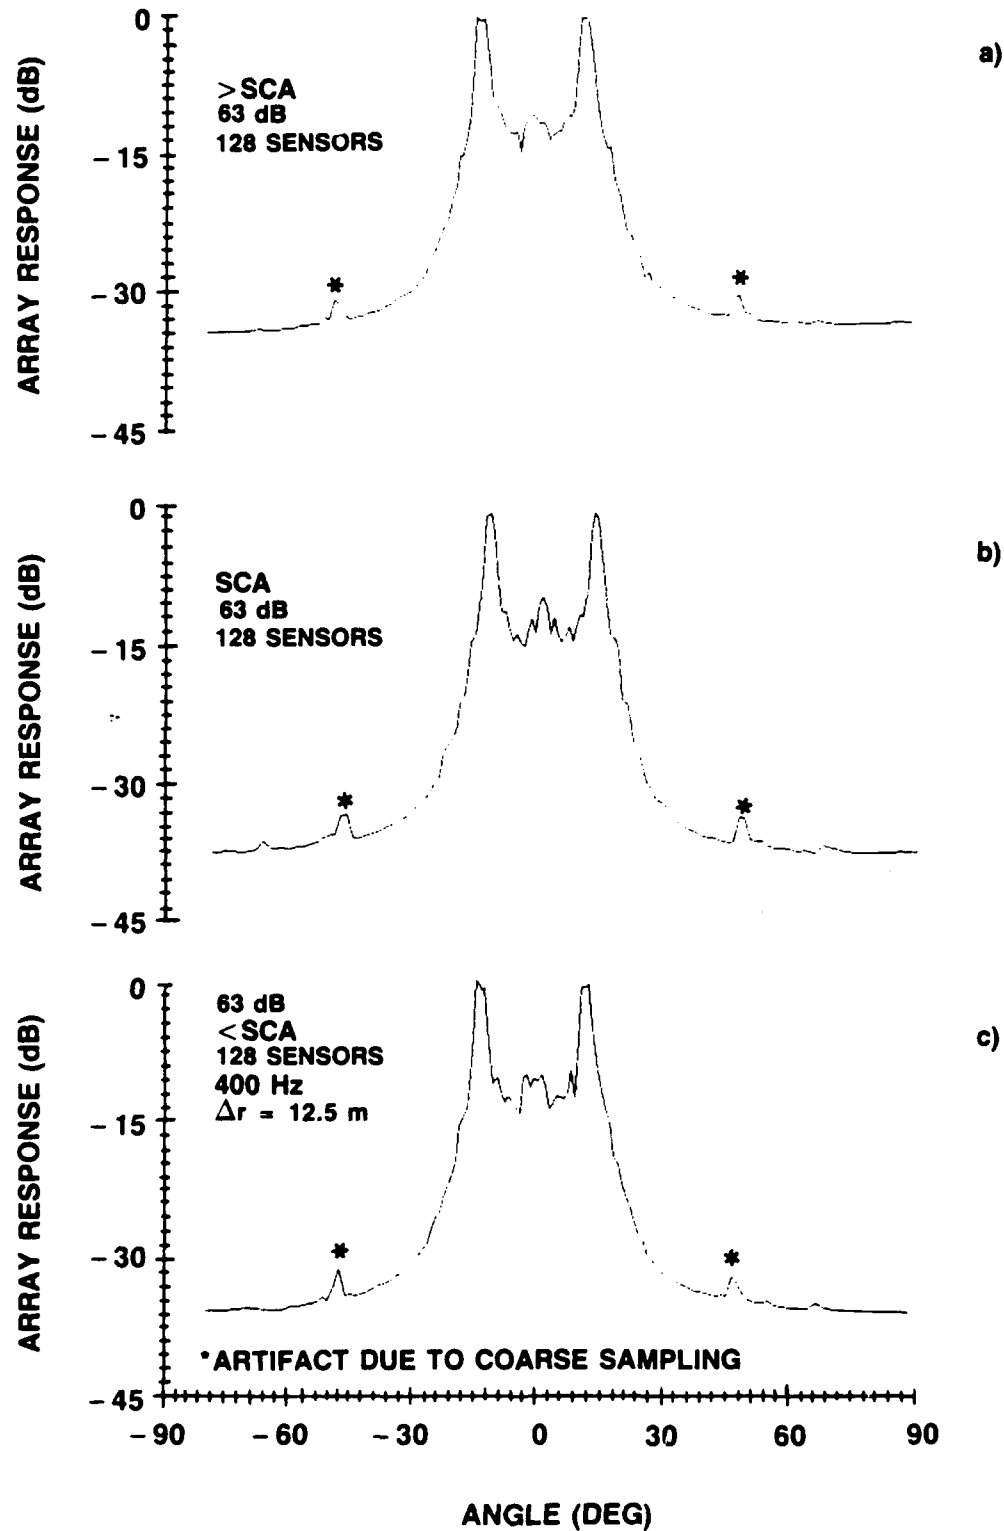 a)
ARRAY RESPONSE (dB)
0
-15
-30
-45
>SCA
63 dB
128 SENSORS
*
*
b)
ARRAY RESPONSE (dB)
0
-15
-30
-45
SCA
63 dB
128 SENSORS
*
*
c)
ARRAY RESPONSE (dB)
0
-15
-30
-45
63 dB
<SCA
128 SENSORS
400 Hz
Δr = 12.5 m
*
*
*ARTIFACT DUE TO COARSE SAMPLING
-90 -60 -30 0 30 60 90
ANGLE (DEG)